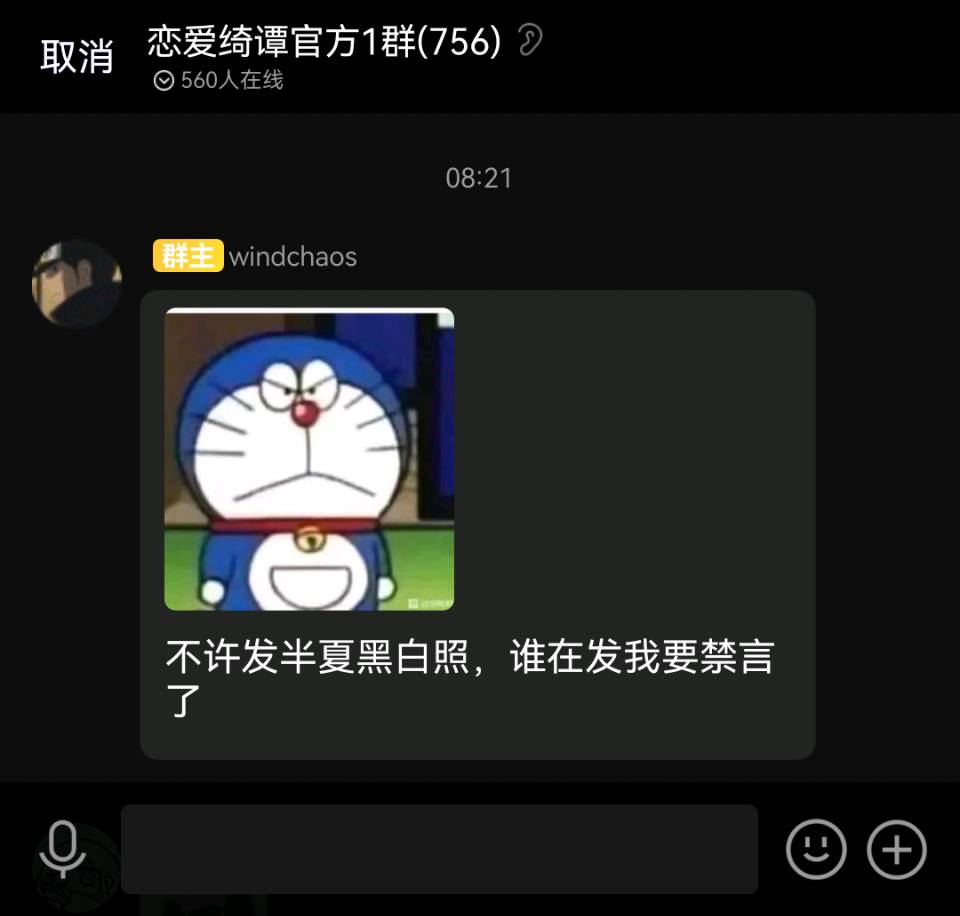 取消
恋爱绮谭官方1群(756)
560人在线
08:21
群主 windchaos
不许发半夏黑白照，谁在发我要禁言
了